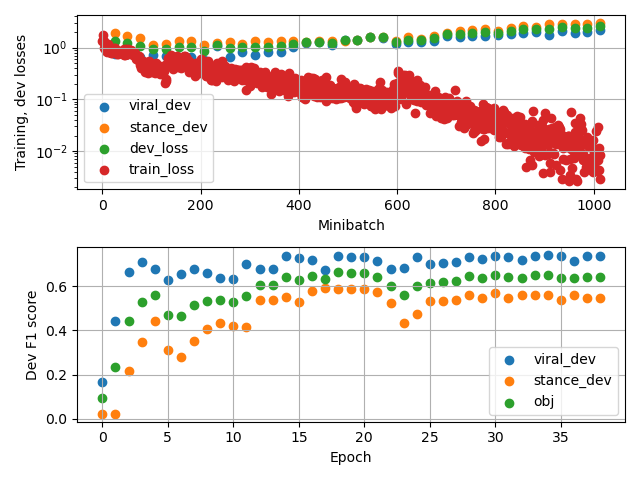 Training, dev losses
10⁰
10⁻¹
10⁻²
viral_dev
stance_dev
dev_loss
train_loss
0 200 400 600 800 1000
Minibatch
Dev F1 score
0.6
0.4
0.2
0.0
viral_dev
stance_dev
obj
0 5 10 15 20 25 30 35
Epoch